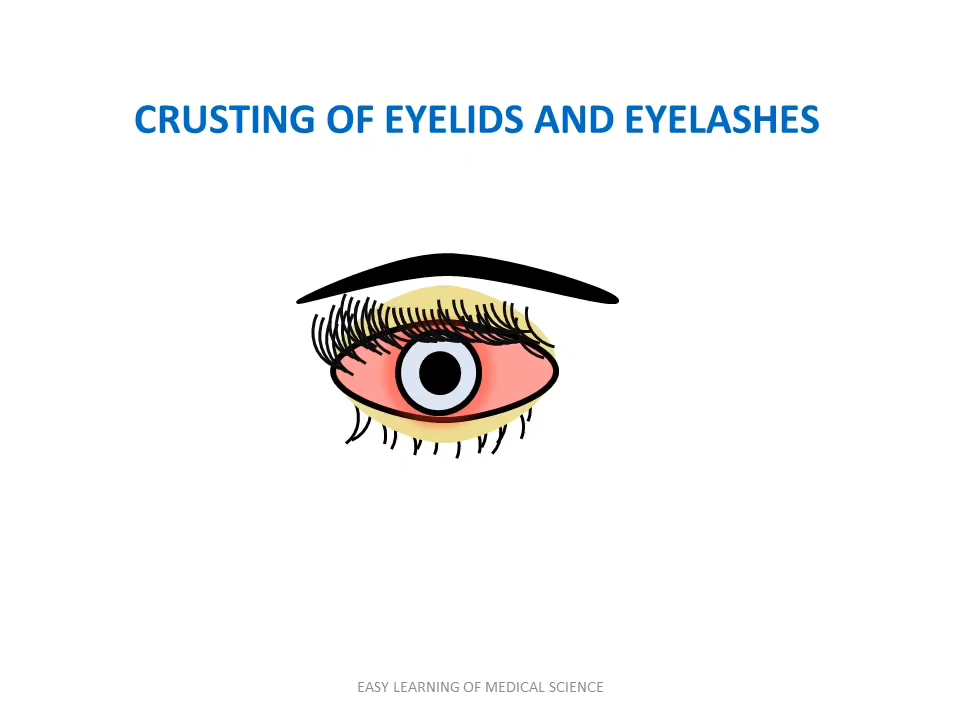 CRUSTING OF EYELIDS AND EYELASHES
EASY LEARNING OF MEDICAL SCIENCE